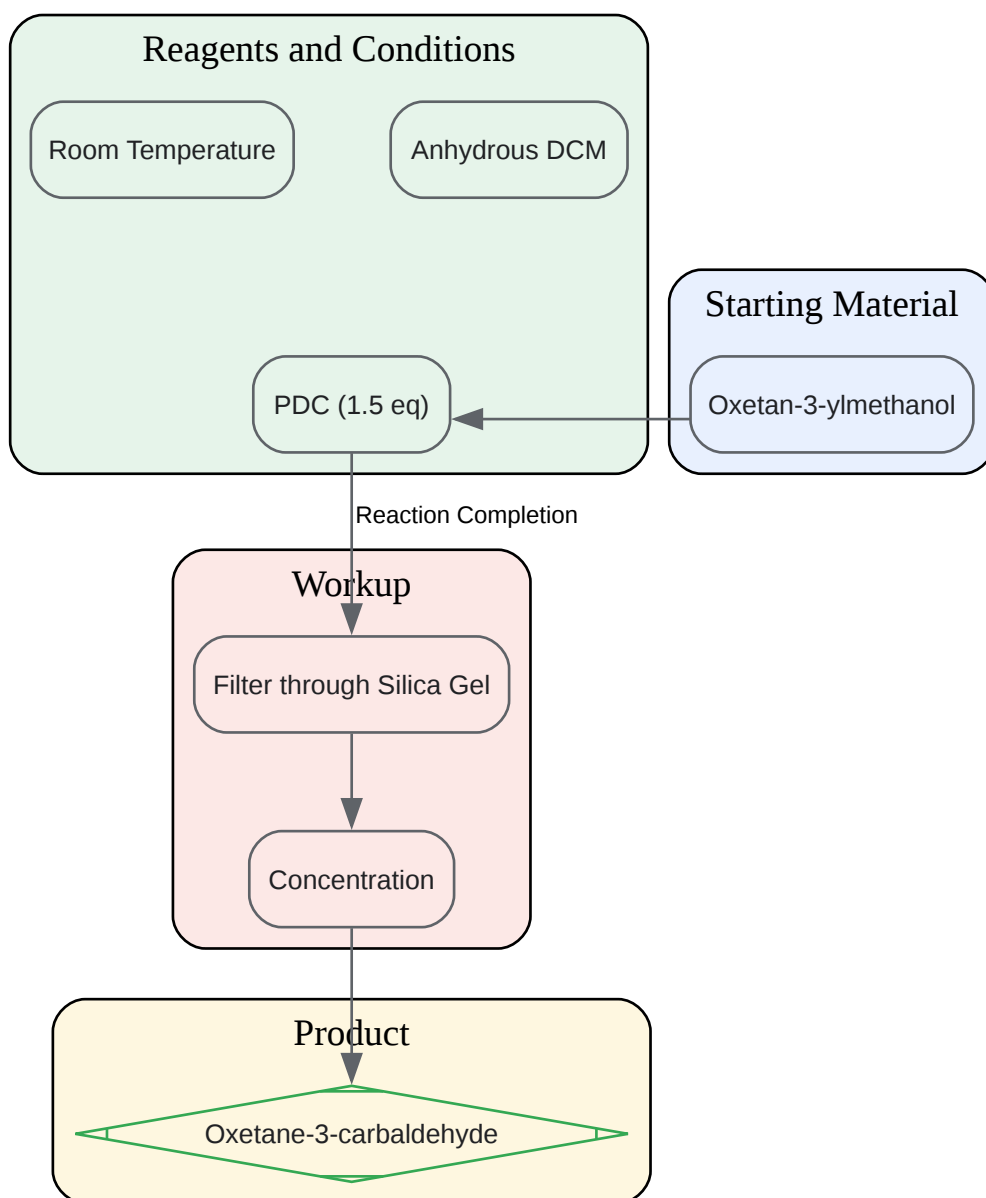 Reagents and Conditions
Room Temperature
Anhydrous DCM
Starting Material
PDC (1.5 eq)
Oxetan-3-ylmethanol
Reaction Completion
Workup
Filter through Silica Gel
Concentration
Product
Oxetane-3-carbaldehyde